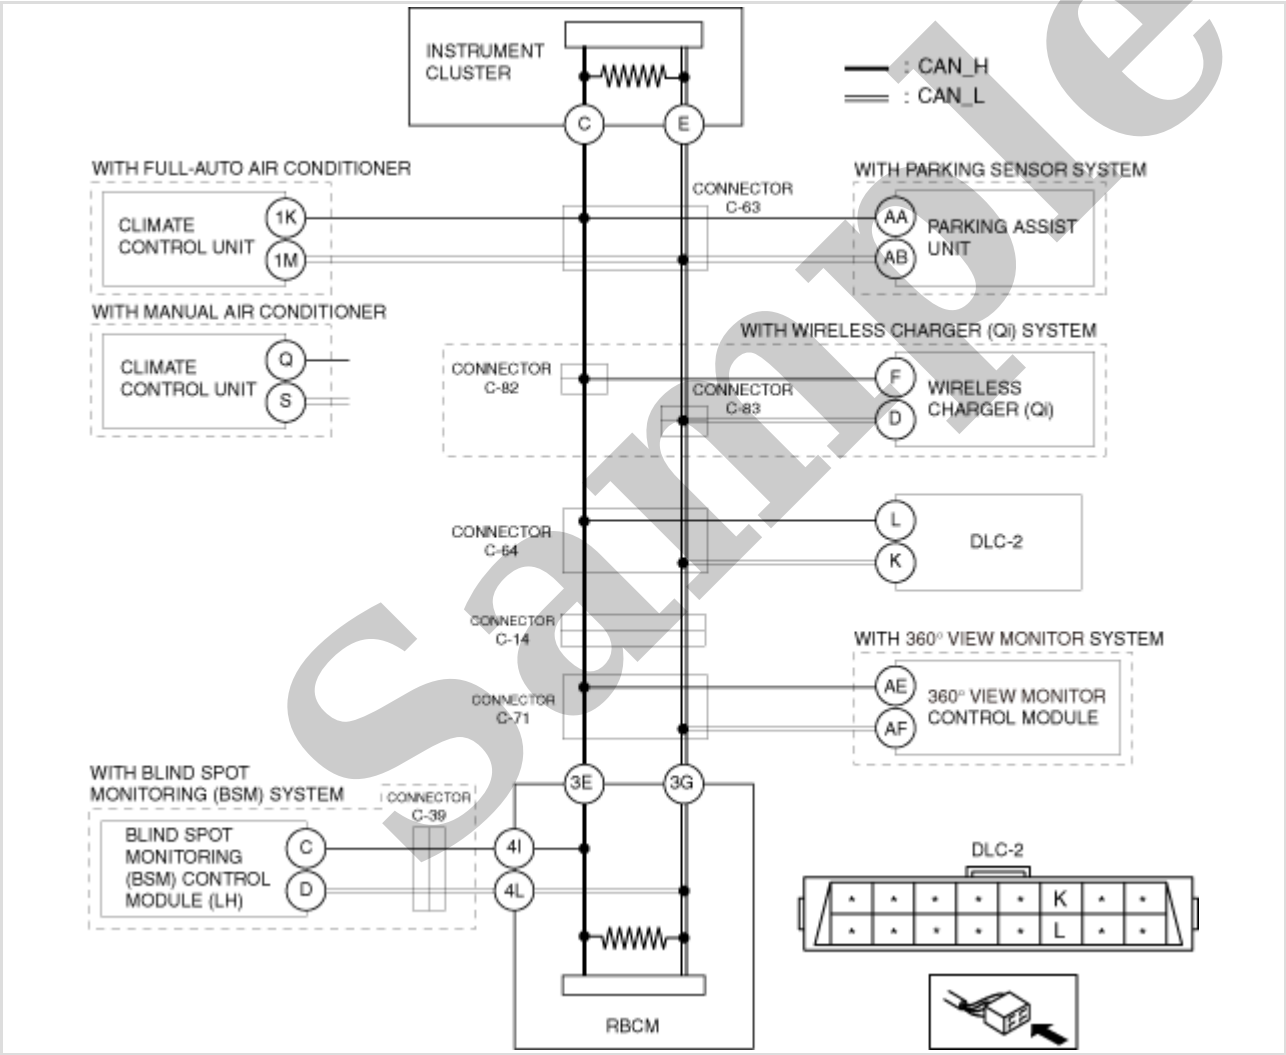 INSTRUMENT
CLUSTER
C
E
: CAN_H
: CAN_L
WITH FULL-AUTO AIR CONDITIONER
CLIMATE
CONTROL UNIT
1K
1M
CONNECTOR
C-63
WITH PARKING SENSOR SYSTEM
AA
AB
PARKING ASSIST
UNIT
WITH MANUAL AIR CONDITIONER
CLIMATE
CONTROL UNIT
Q
S
WITH WIRELESS CHARGER (Qi) SYSTEM
CONNECTOR
C-82
CONNECTOR
C-83
F
D
WIRELESS
CHARGER (Qi)
CONNECTOR
C-64
L
K
DLC-2
CONNECTOR
C-14
WITH 360° VIEW MONITOR SYSTEM
CONNECTOR
C-71
AE
AF
360° VIEW MONITOR
CONTROL MODULE
3E
3G
WITH BLIND SPOT
MONITORING (BSM) SYSTEM
CONNECTOR
C-39
BLIND SPOT
MONITORING
(BSM) CONTROL
MODULE (LH)
C
D
4I
4L
RBCM
DLC-2
* * * * * K * *
* * * * * L * *
Sample